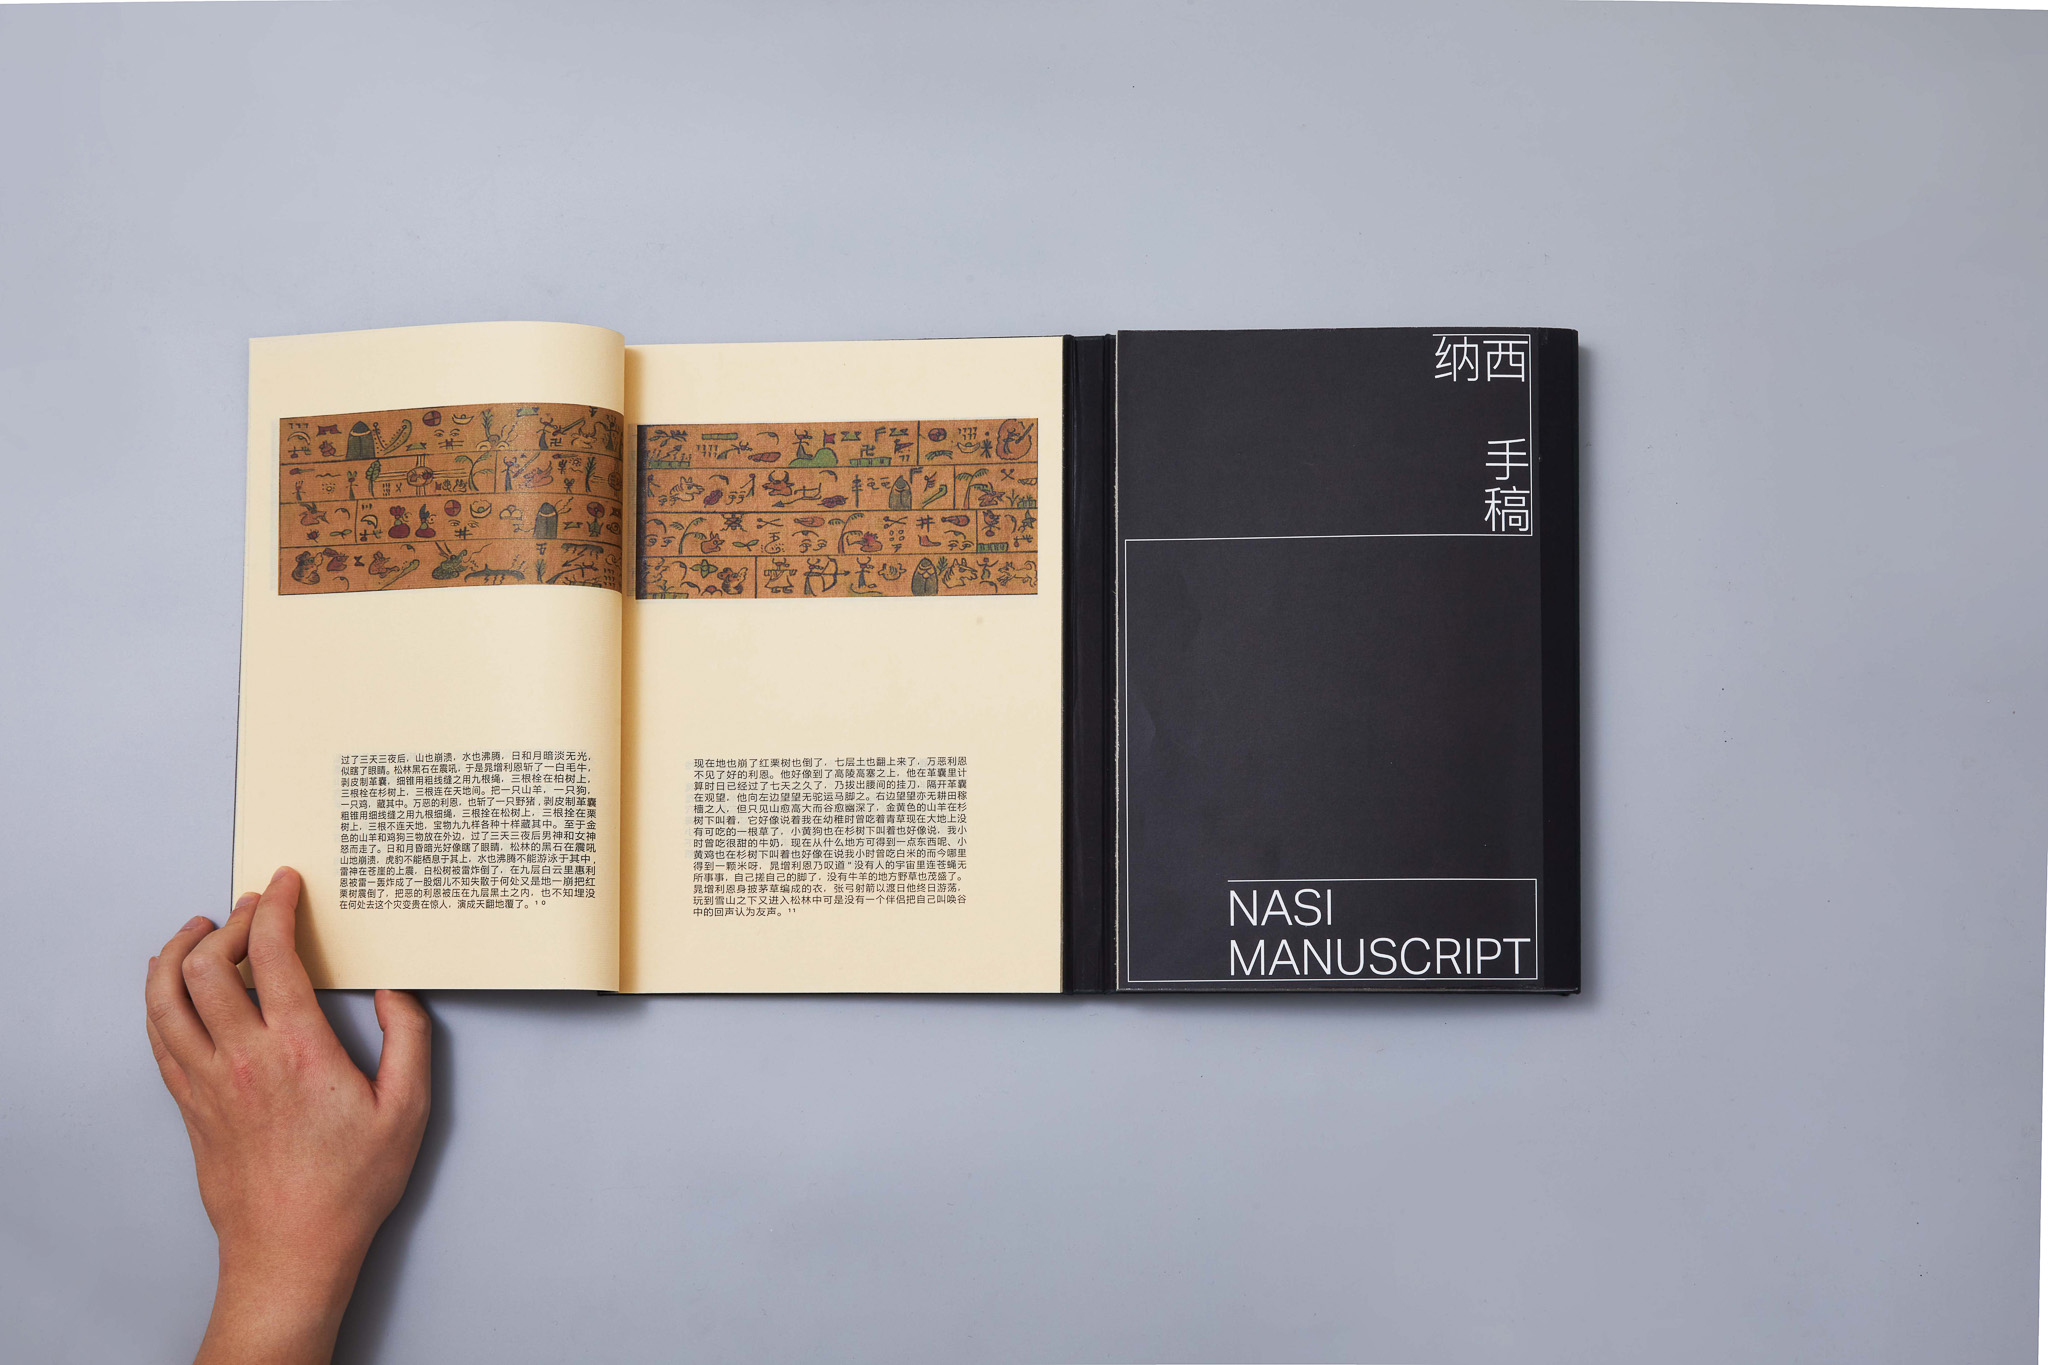 过了三天三夜后，山也崩溃，水也沸腾，日和月暗淡无光，
似瞎了眼睛。松林黑石在震吼，于是晁增利恩斩了一白毛牛，
剥皮制革囊，细锥用粗线缝之用九根绳，三根栓在柏树上，
三根栓在杉树上，三根连在天地间。把一只山羊，一只狗，
一只鸡，藏其中。万恶的利恩，也斩了一只野猪，剥皮制革囊
粗锥用细线缝之用九根细绳，三根拴在松树上，三根拴在栗
树上，三根不连天地，宝物九九样各种十样藏其中。至于金
色的山羊和鸡狗三物放在外边，过了三天三夜后男神和女神
怒而走了。日和月昏暗光好像瞎了眼睛，松林的黑石在震吼
山地崩溃，虎豹不能栖息于其上，水也沸腾不能游泳于其中，
雷神在苍崖的上震，白松树被雷炸倒了，在九层白云里惠利
恩被雷一轰炸成了一般烟儿不知失散于何处又是地一崩把红
栗树震倒了，把恶的利恩被压在九层黑土之内，也不知埋没
在何处去这个灾变贵在惊人，演成天翻地覆了。¹⁰
现在地也崩了红栗树也倒了，七层土也翻上来了，万恶利恩
不见了好的利恩。他好像到了高陵高塞之上，他在革囊里计
算时日已经过了七天之久了，乃拔出腰间的挂刀，隔开革囊
在观望，他向左边望望无驼运马脚之。右边望望亦无耕田稼
穑之人，但只见山愈高大而谷愈幽深了，金黄色的山羊在杉
树下叫着，它好像说着我在幼稚时曾吃着青草现在大地上没
有可吃的一根草了，小黄狗也在杉树下叫着也好像说，我小
时曾吃很甜的牛奶，现在从什么地方可得到一点东西呢、小
黄鸡也在杉树下叫着也好像在说我小时曾吃白米的而今哪里
得到一颗米呀，晁增利恩乃叹道“没有人的宇宙里连苍蝇无
所事事，自己搓自己的脚了，没有牛羊的地方野草也茂盛了。
晁增利恩身披茅草编成的衣，张弓射箭以渡日他终日游荡，
玩到雪山之下又进入松林中可是没有一个伴侣把自己叫唤谷
中的回声认为友声。¹¹
纳西
手
稿
NASI
MANUSCRIPT